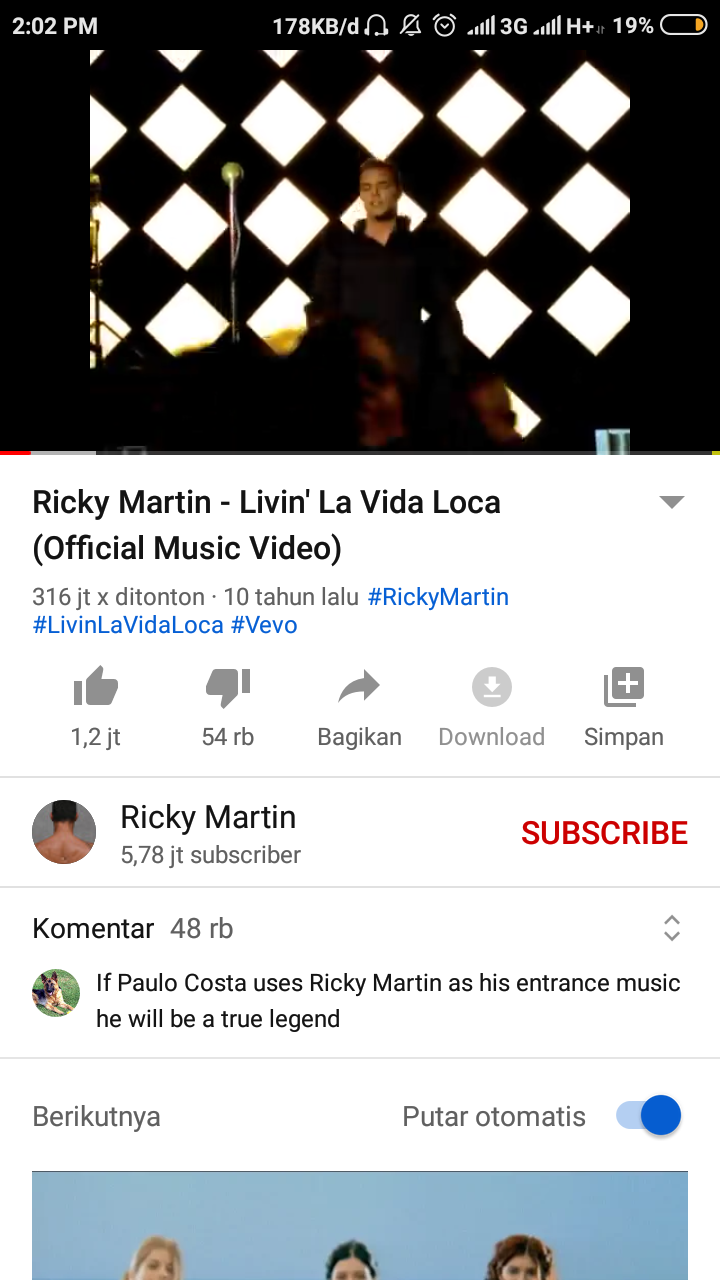 2:02 PM 178KB/d 3G H+ 19%
Ricky Martin - Livin' La Vida Loca
(Official Music Video)
316 jt x ditonton · 10 tahun lalu #RickyMartin
#LivinLaVidaLoca #Vevo
1,2 jt 54 rb Bagikan Download Simpan
Ricky Martin
5,78 jt subscriber
SUBSCRIBE
Komentar 48 rb
If Paulo Costa uses Ricky Martin as his entrance music
he will be a true legend
Berikutnya Putar otomatis